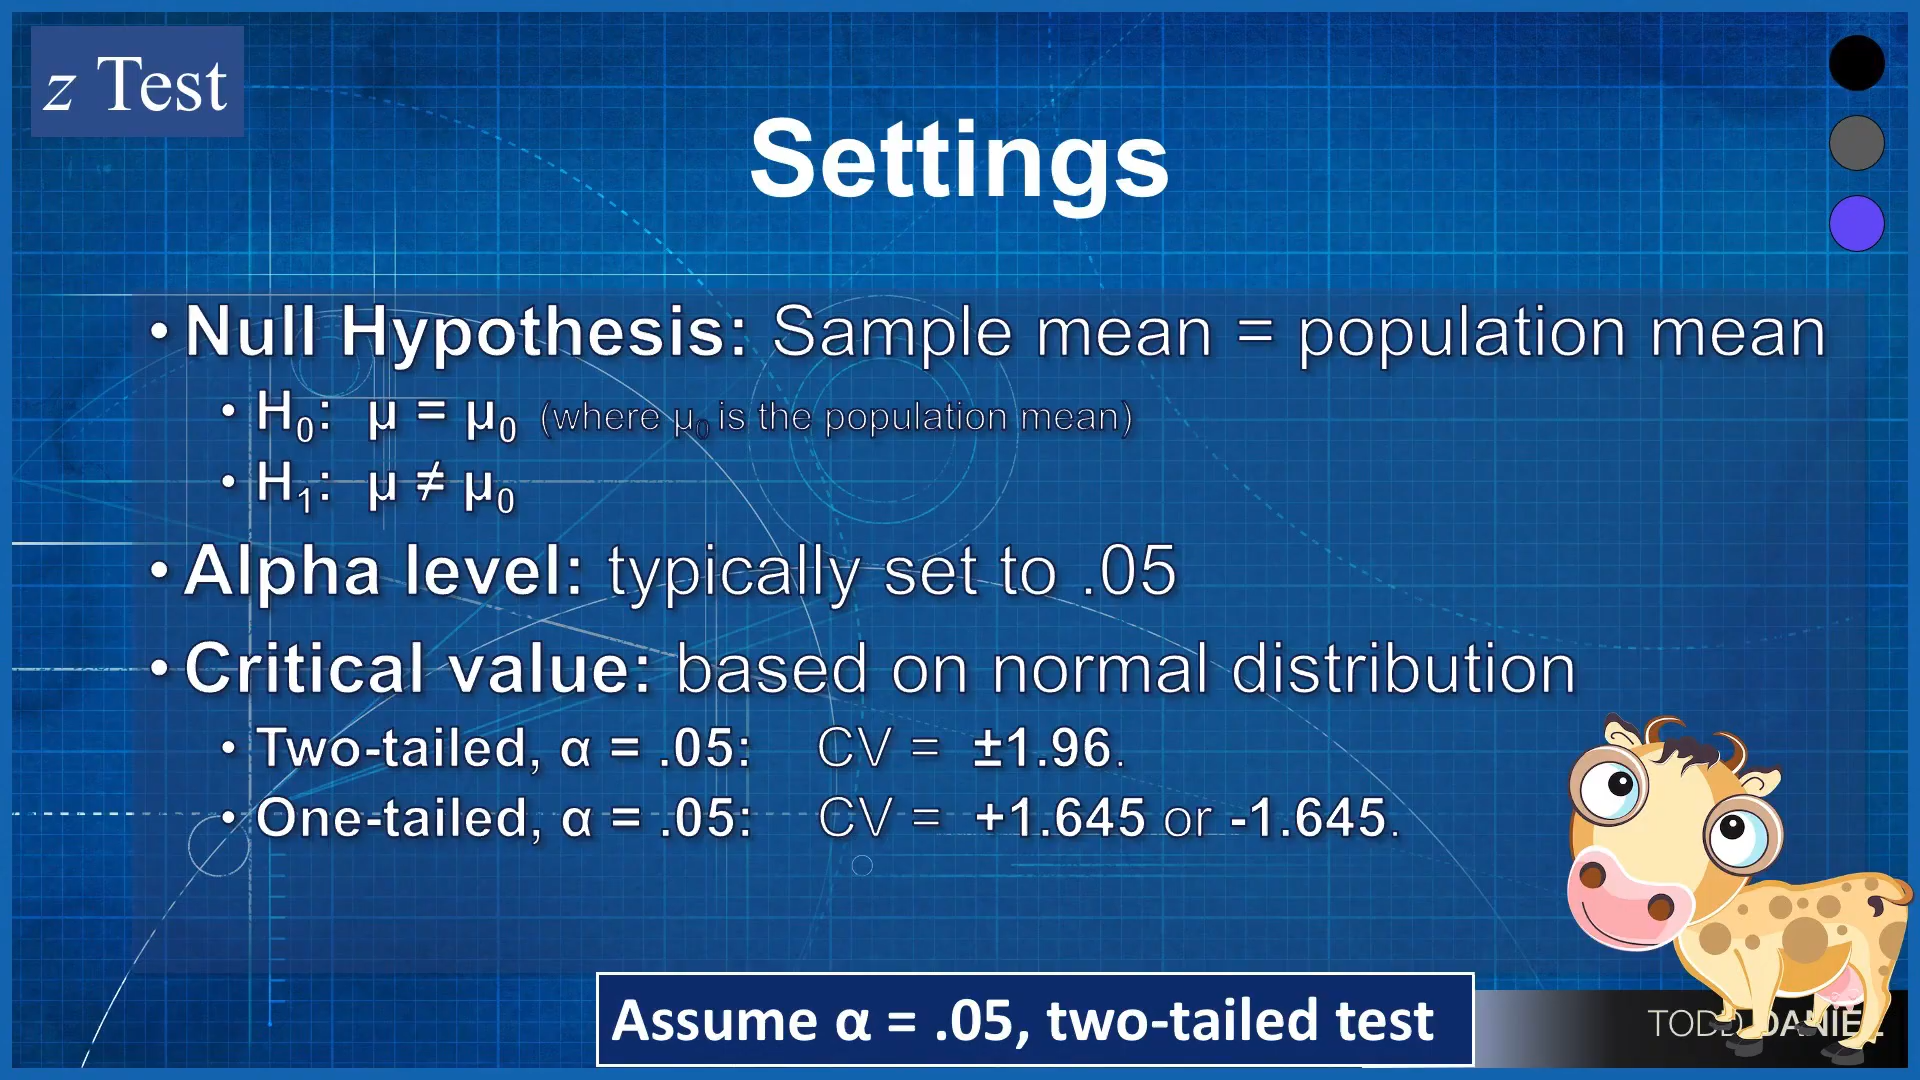 z Test
Settings
• Null Hypothesis: Sample mean = population mean
• H₀: μ = μ₀ (where μ₀ is the population mean)
• H₁: μ ≠ μ₀
• Alpha level: typically set to .05
• Critical value: based on normal distribution
• Two-tailed, α = .05: CV = ±1.96.
• One-tailed, α = .05: CV = +1.645 or -1.645.
Assume α = .05, two-tailed test
TODD DANIEL